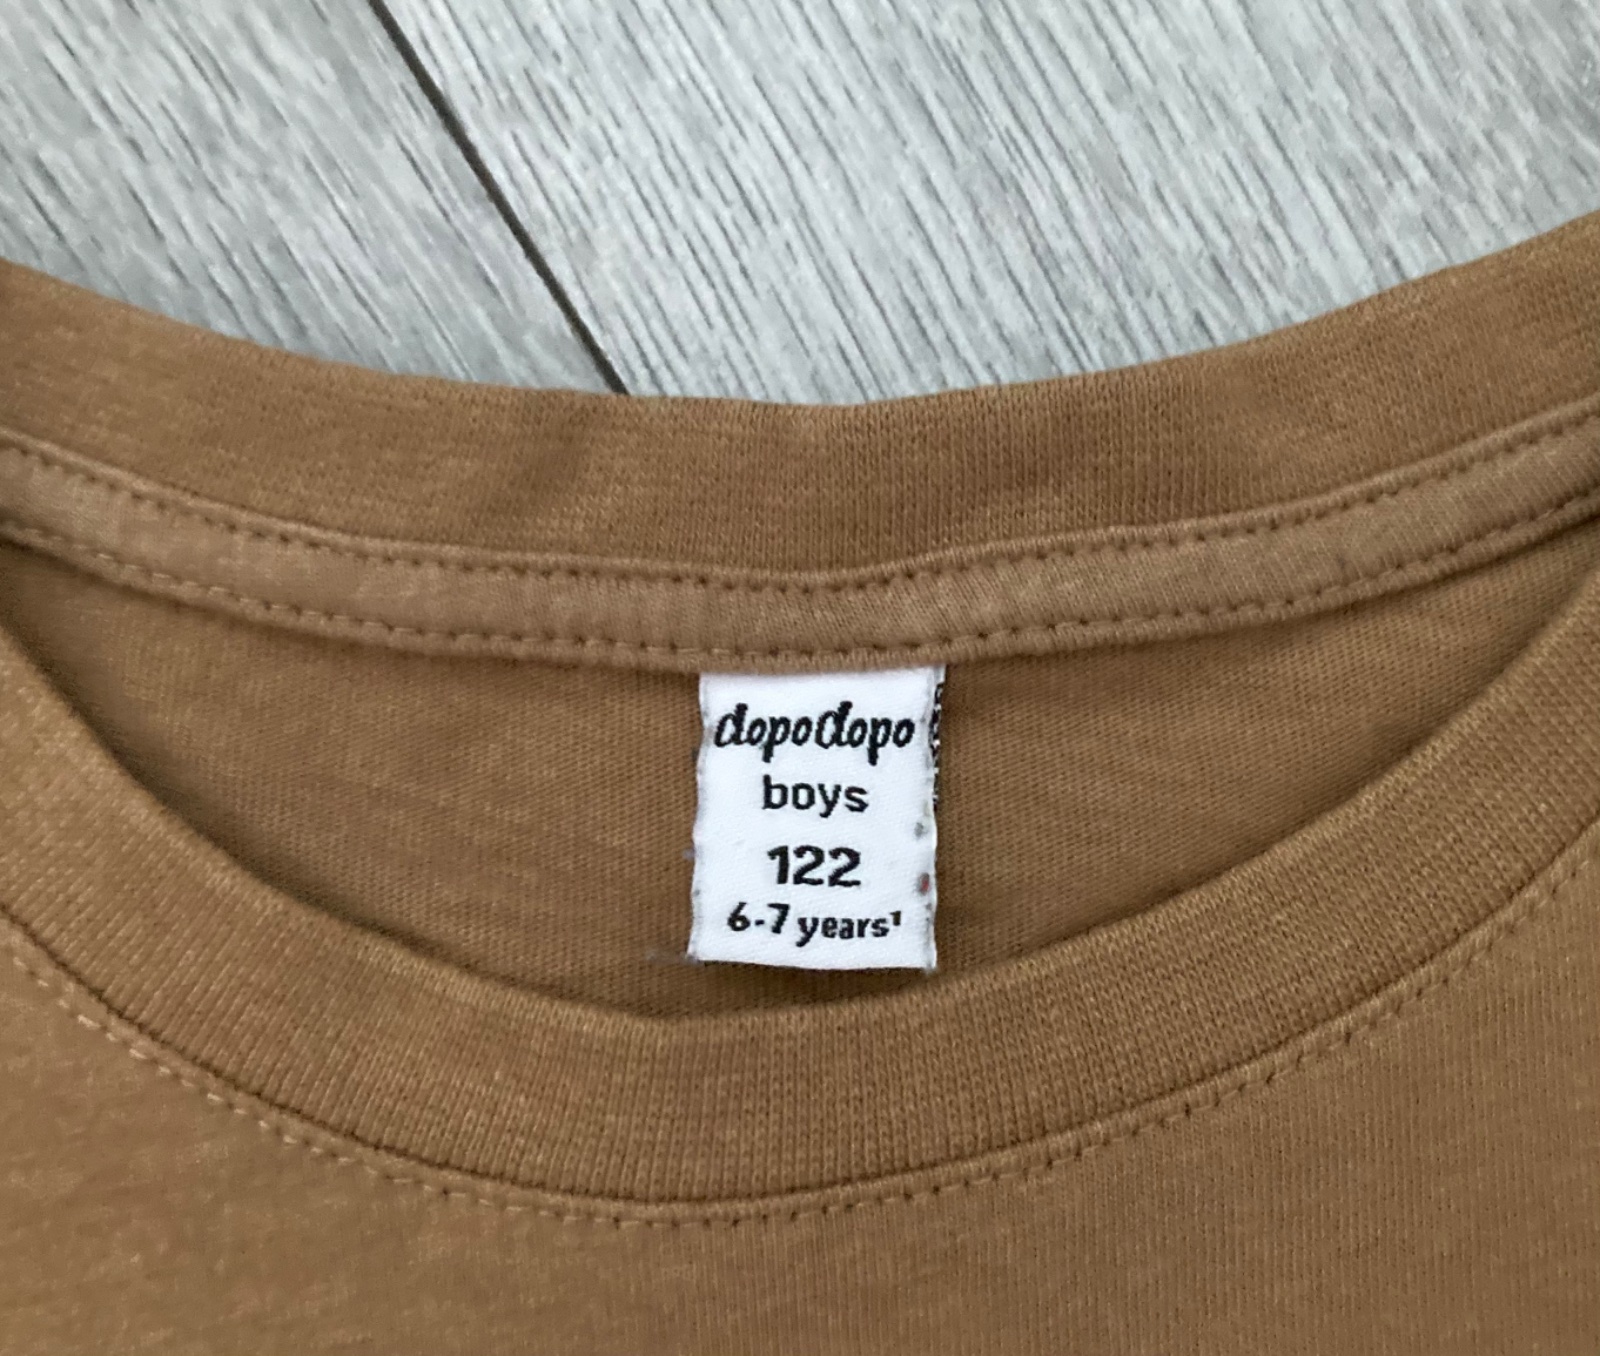 dopodopo
boys
122
6-7 years¹